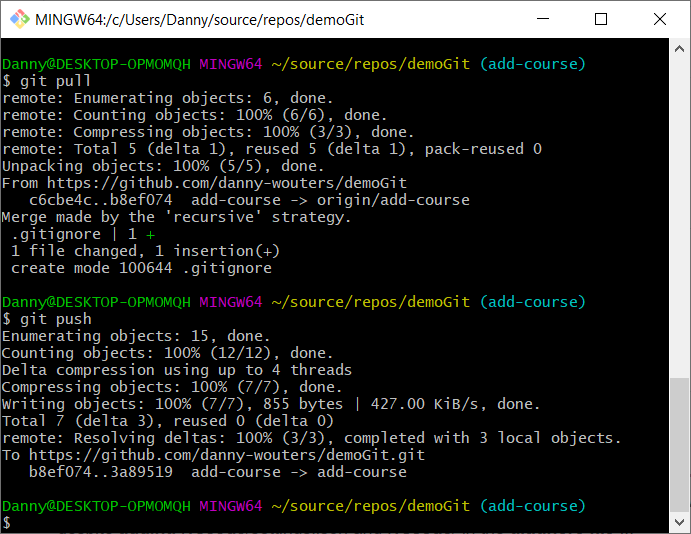 MINGW64:/c/Users/Danny/source/repos/demoGit
Danny@DESKTOP-OPMOMQH MINGW64 ~/source/repos/demoGit (add-course)
$ git pull
remote: Enumerating objects: 6, done.
remote: Counting objects: 100% (6/6), done.
remote: Compressing objects: 100% (3/3), done.
remote: Total 5 (delta 1), reused 5 (delta 1), pack-reused 0
Unpacking objects: 100% (5/5), done.
From https://github.com/danny-wouters/demoGit
   c6cbe4c..b8ef074  add-course -> origin/add-course
Merge made by the 'recursive' strategy.
 .gitignore | 1 +
 1 file changed, 1 insertion(+)
 create mode 100644 .gitignore
Danny@DESKTOP-OPMOMQH MINGW64 ~/source/repos/demoGit (add-course)
$ git push
Enumerating objects: 15, done.
Counting objects: 100% (12/12), done.
Delta compression using up to 4 threads
Compressing objects: 100% (7/7), done.
Writing objects: 100% (7/7), 855 bytes | 427.00 KiB/s, done.
Total 7 (delta 3), reused 0 (delta 0)
remote: Resolving deltas: 100% (3/3), completed with 3 local objects.
To https://github.com/danny-wouters/demoGit.git
   b8ef074..3a89519  add-course -> add-course
Danny@DESKTOP-OPMOMQH MINGW64 ~/source/repos/demoGit (add-course)
$